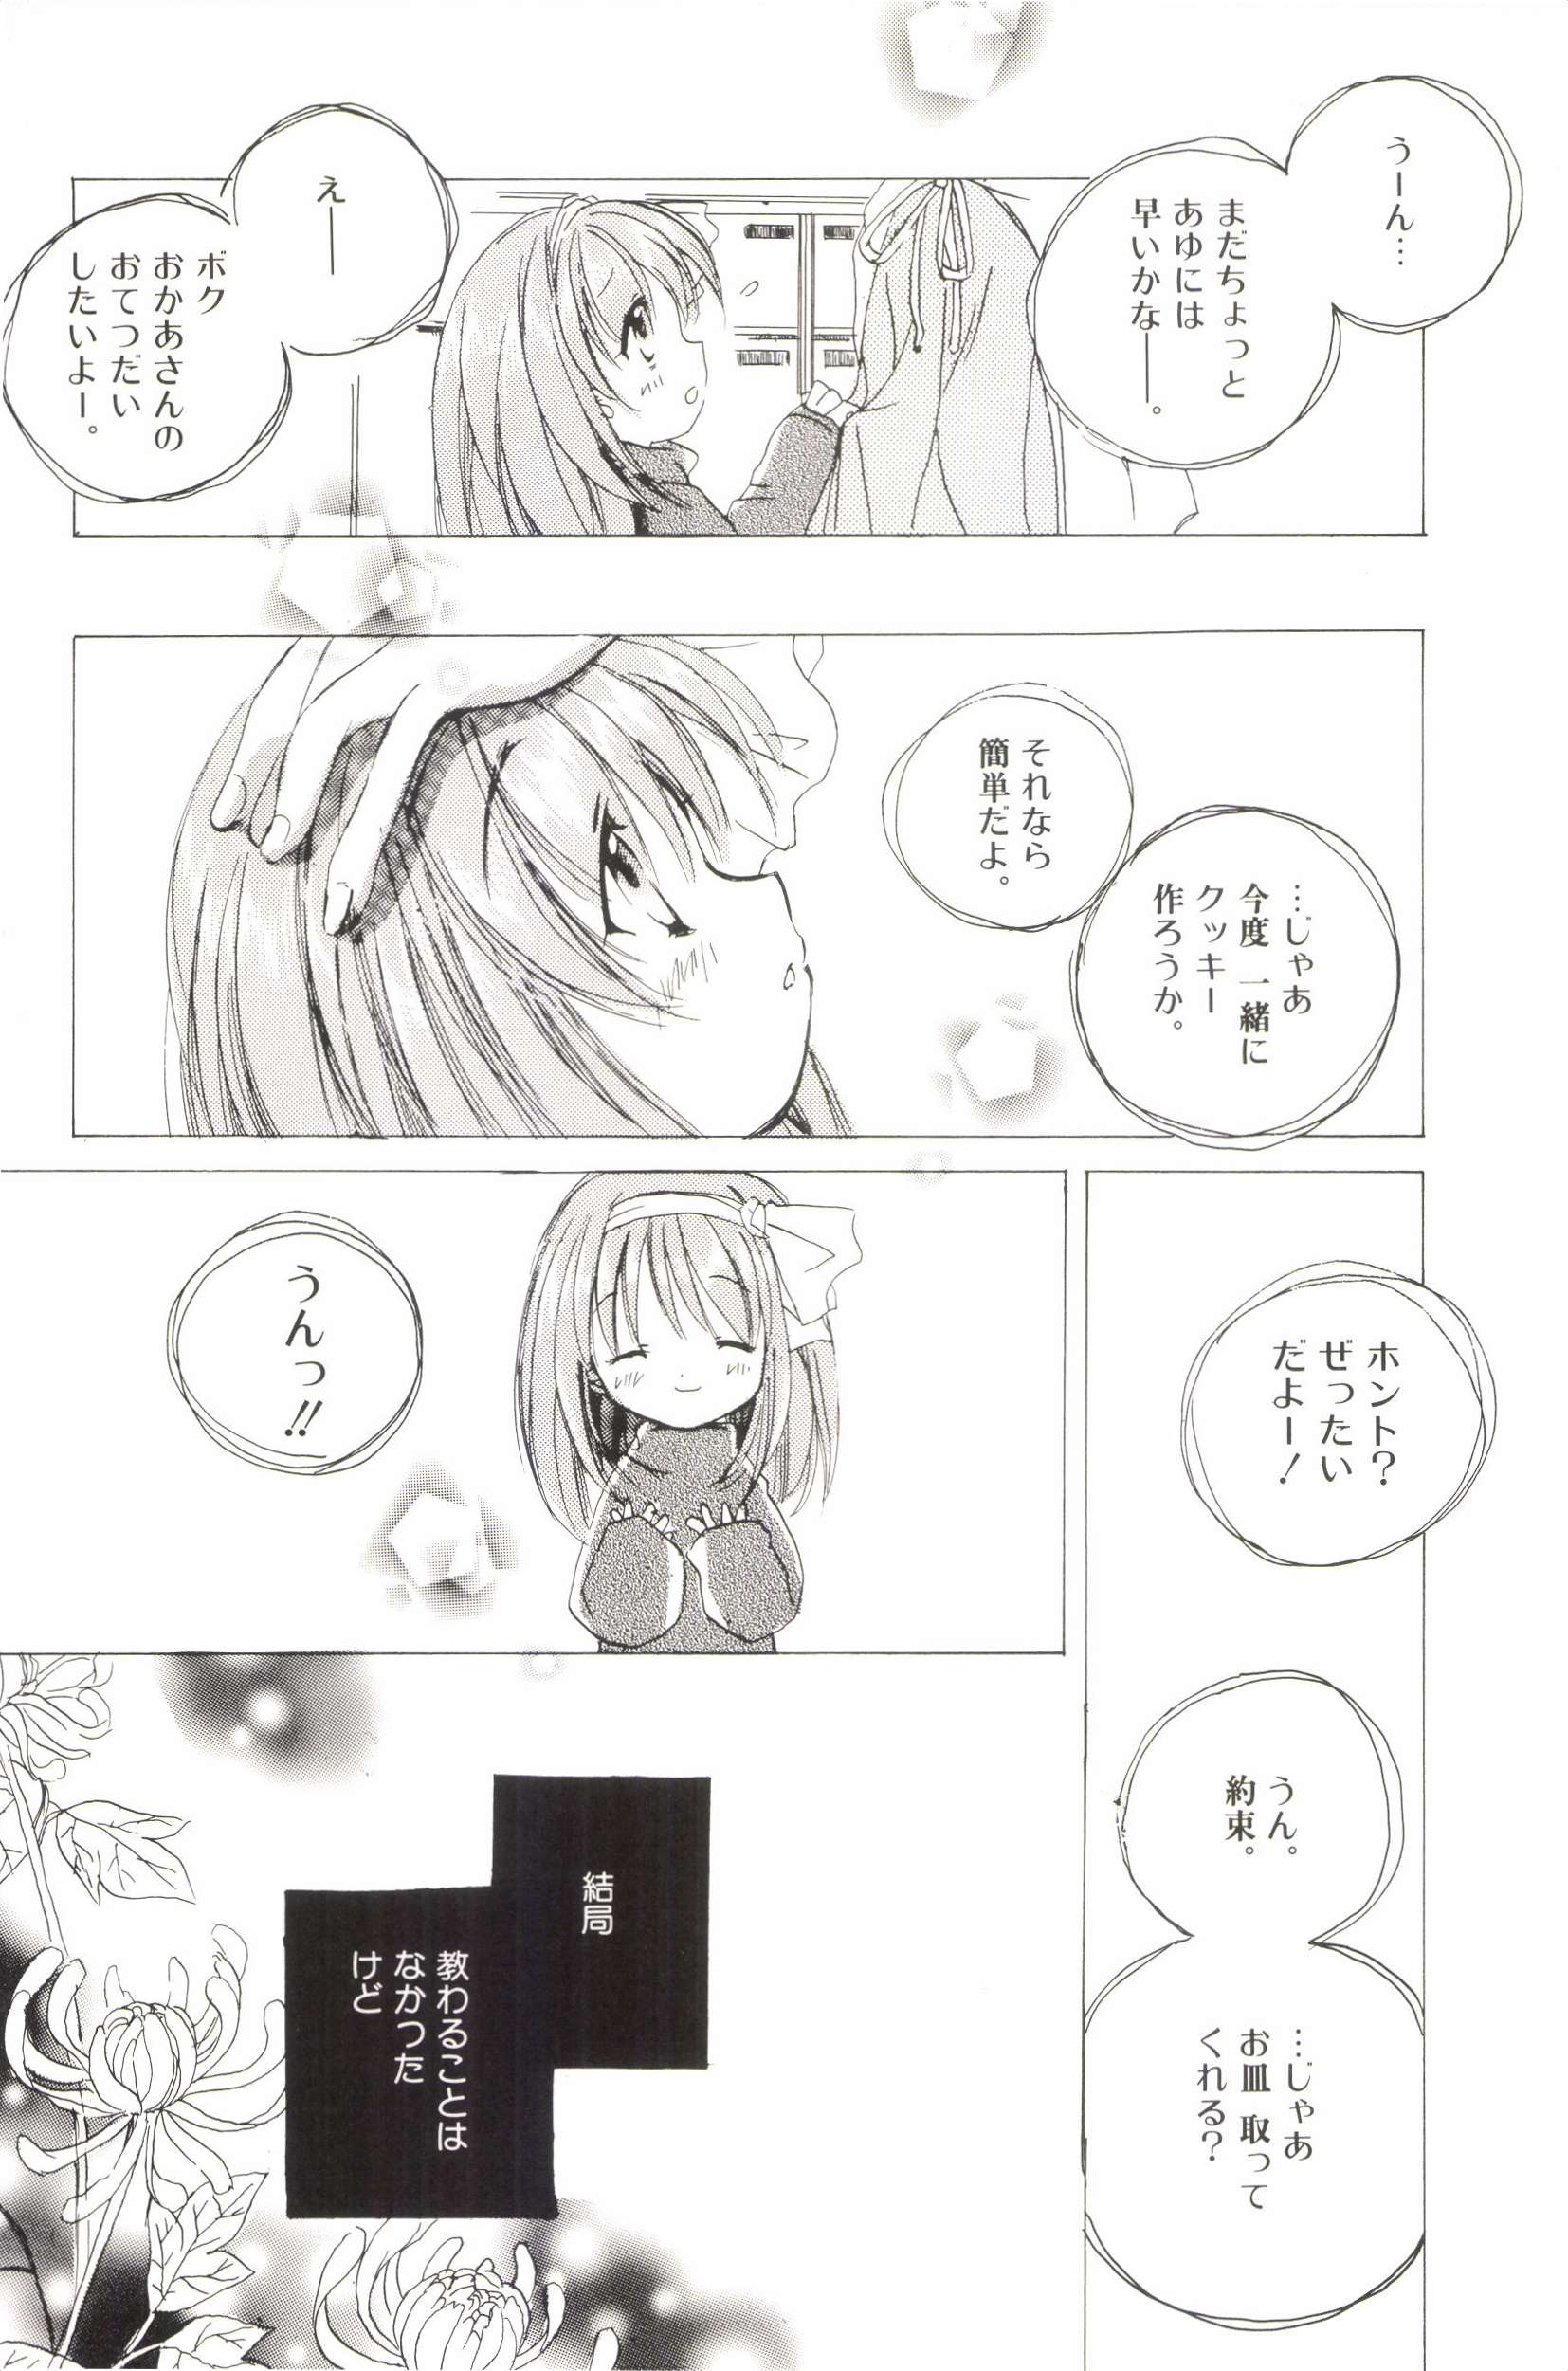 うーん…
まだちょっと
あゆには
早いかな――。
え――
ボク
おかあさんの
おてつだい
したいよー。
…じゃあ
今度 一緒に
クッキー
作ろうか。
それなら
簡単だよ。
ホント?
ぜったい
だよー!
うん。
約束。
…じゃあ
お皿 取って
くれる?
うんっ!!
結局
教わることは
なかった
けど